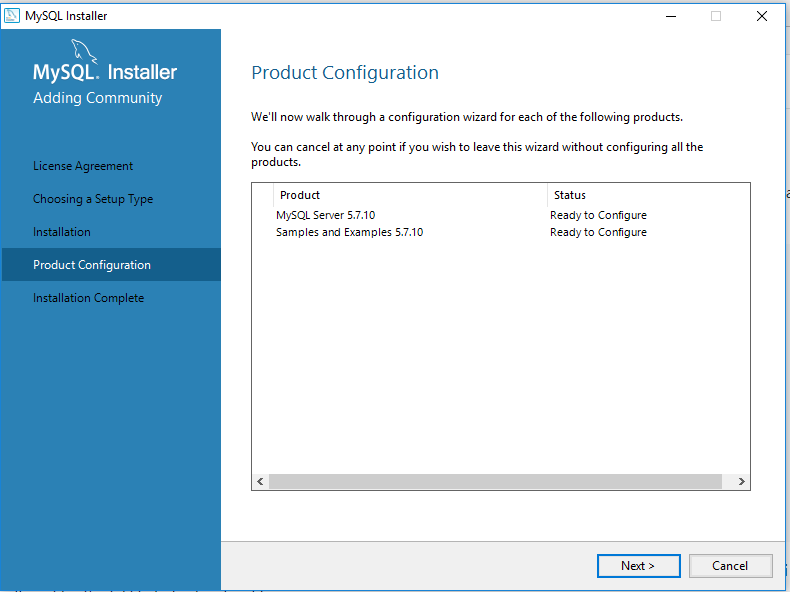 MySQL Installer
MySQL. Installer
Adding Community
License Agreement
Choosing a Setup Type
Installation
Product Configuration
Installation Complete
Product Configuration
We'll now walk through a configuration wizard for each of the following products.
You can cancel at any point if you wish to leave this wizard without configuring all the
products.
Product Status
MySQL Server 5.7.10 Ready to Configure
Samples and Examples 5.7.10 Ready to Configure
Next > Cancel